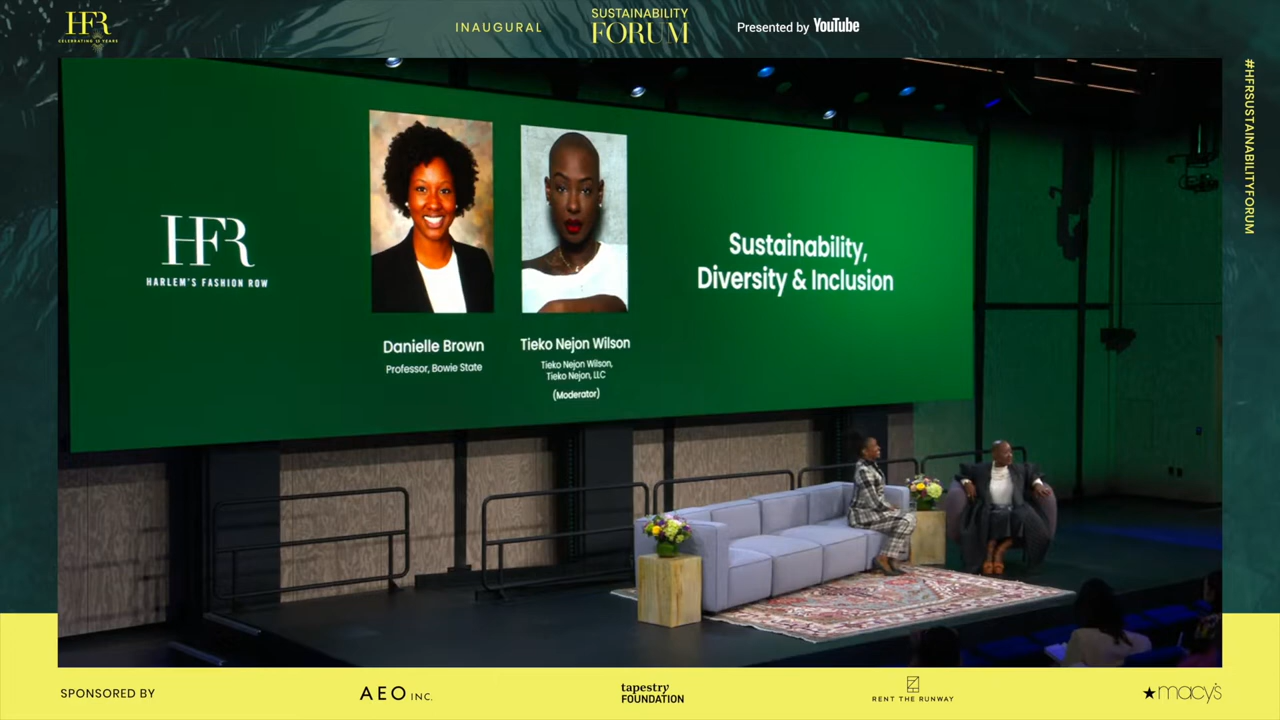 HFR
CELEBRATING 15 YEARS
INAUGURAL
SUSTAINABILITY
FORUM
Presented by YouTube
#HFRSUSTAINABILITYFORUM
HFR
HARLEM'S FASHION ROW
Danielle Brown
Professor, Bowie State
Tieko Nejon Wilson
Tieko Nejon Wilson,
Tieko Nejon, LLC
(Moderator)
Sustainability,
Diversity & Inclusion
SPONSORED BY
AEO INC.
tapestry
FOUNDATION
RENT THE RUNWAY
★macy's